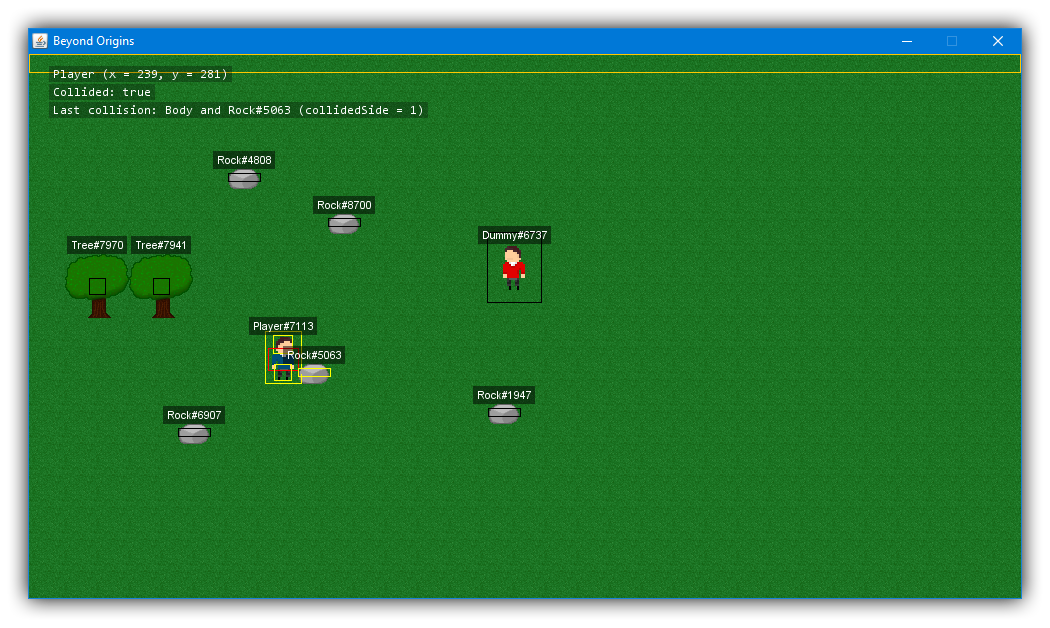 Beyond Origins
Player (x = 239, y = 281)
Collided: true
Last collision: Body and Rock#5063 (collidedSide = 1)
Rock#4808
Rock#8700
Dummy#6737
Tree#7970 Tree#7941
Player#7113
Rock#5063
Rock#1947
Rock#6907